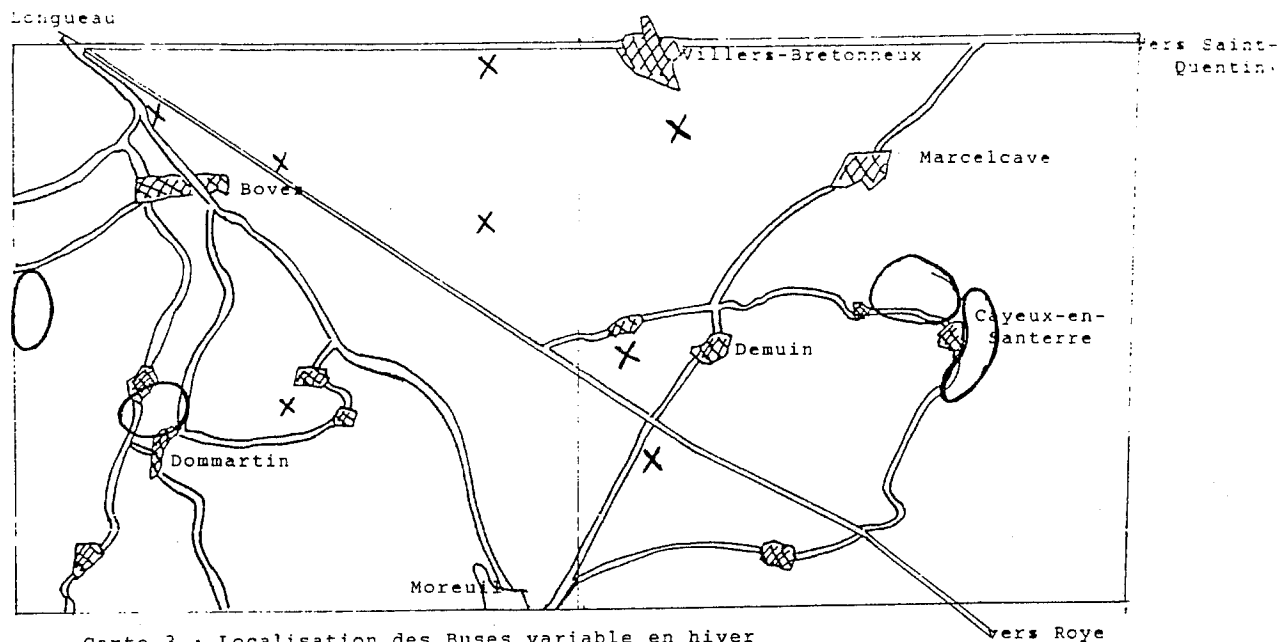 Longueau
Villers-Bretonneux
vers Saint-
Quentin
Marcelcave
Boves
Cayeux-en-
Santerre
Demuin
Dommartin
Moreuil
vers Roye
Carte 3 : Localisation des Buses variable en hiver